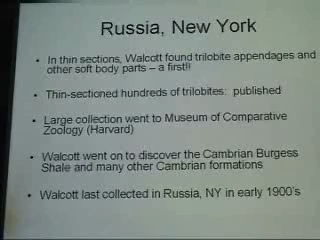 Russia, New York
• In thin sections, Walcott found trilobite appendages and
other soft body parts – a first!!
• Thin-sectioned hundreds of trilobites: published
• Large collection went to Museum of Comparative
Zoology (Harvard)
• Walcott went on to discover the Cambrian Burgess
Shale and many other Cambrian formations
• Walcott last collected in Russia, NY in early 1900's